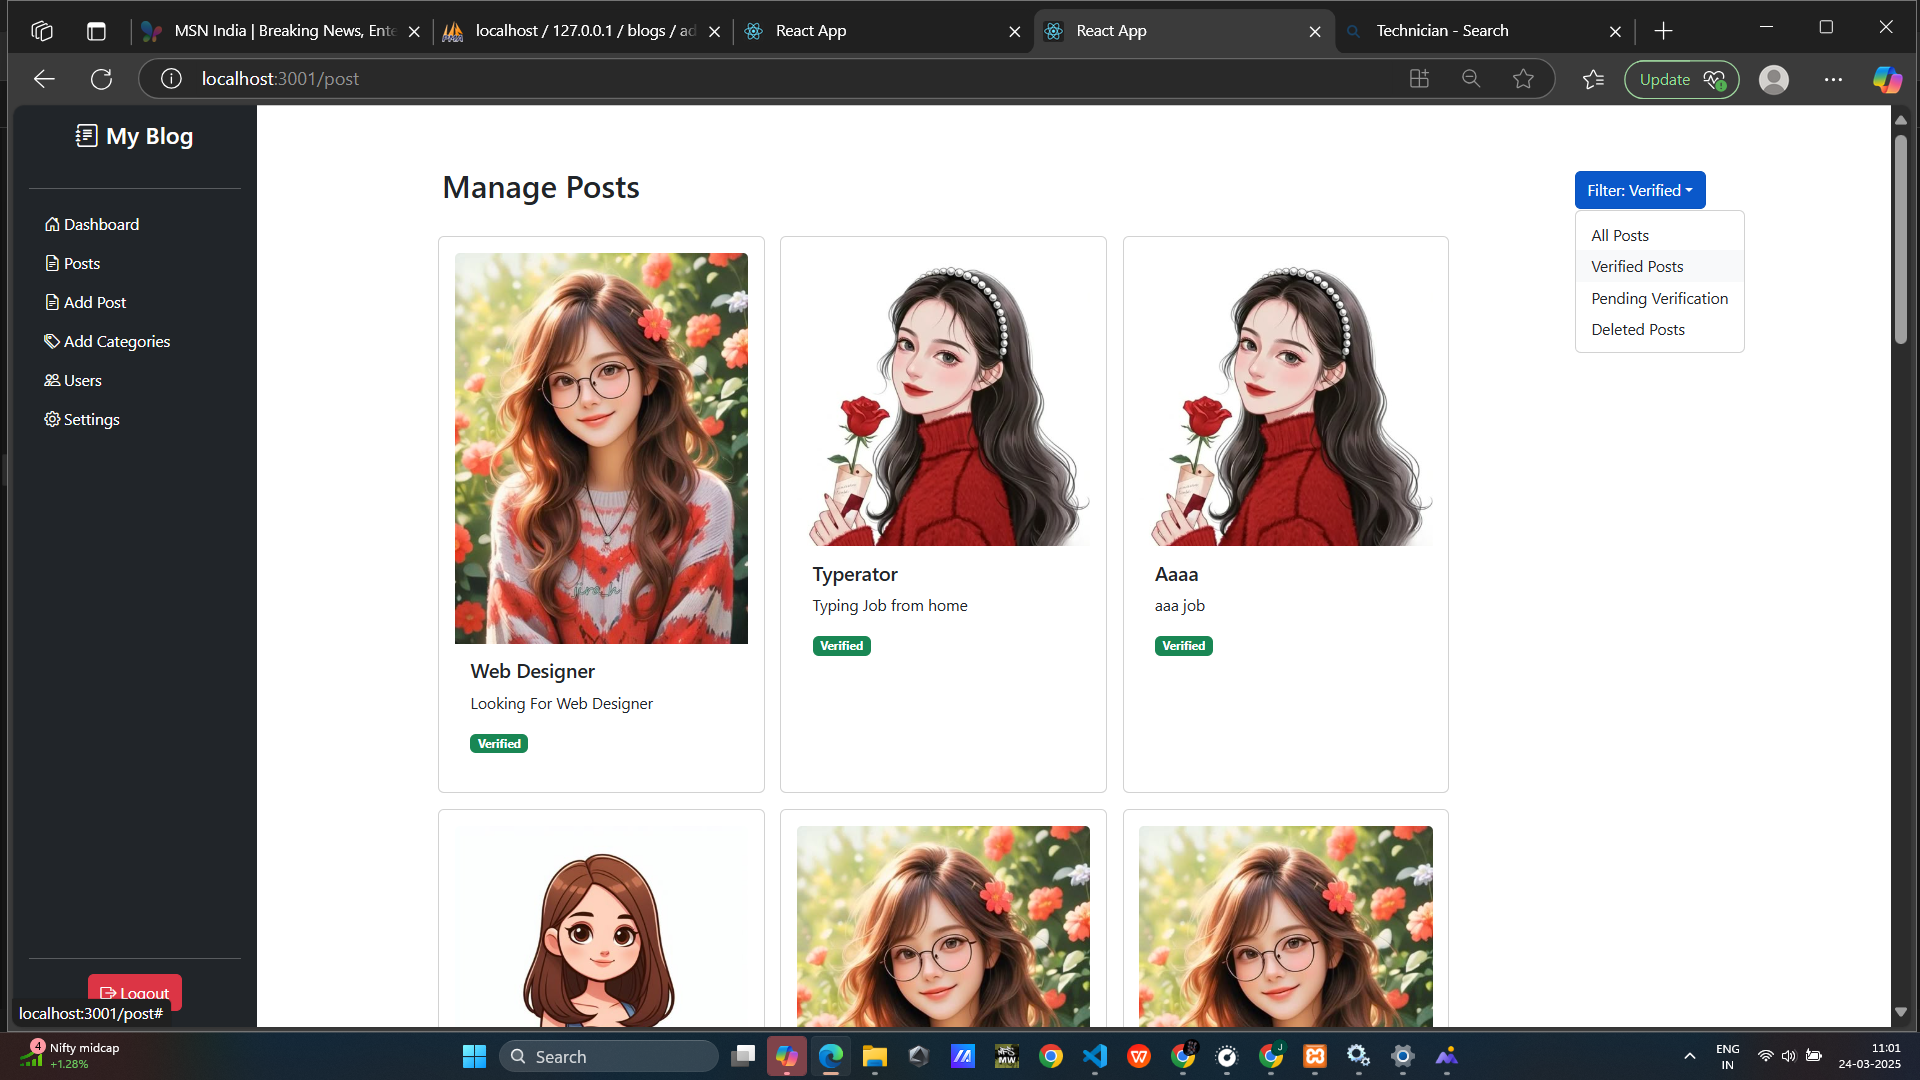 MSN India | Breaking News, Ente
localhost / 127.0.0.1 / blogs / ad
React App
React App
Technician - Search
localhost:3001/post
Update
My Blog
Dashboard
Posts
Add Post
Add Categories
Users
Settings
Logout
localhost:3001/post#
Manage Posts
Filter: Verified
All Posts
Verified Posts
Pending Verification
Deleted Posts
Web Designer
Looking For Web Designer
Verified
Typerator
Typing Job from home
Verified
Aaaa
aaa job
Verified
4
Nifty midcap
+1.28%
Search
MW
J
ENG
IN
11:01
24-03-2025